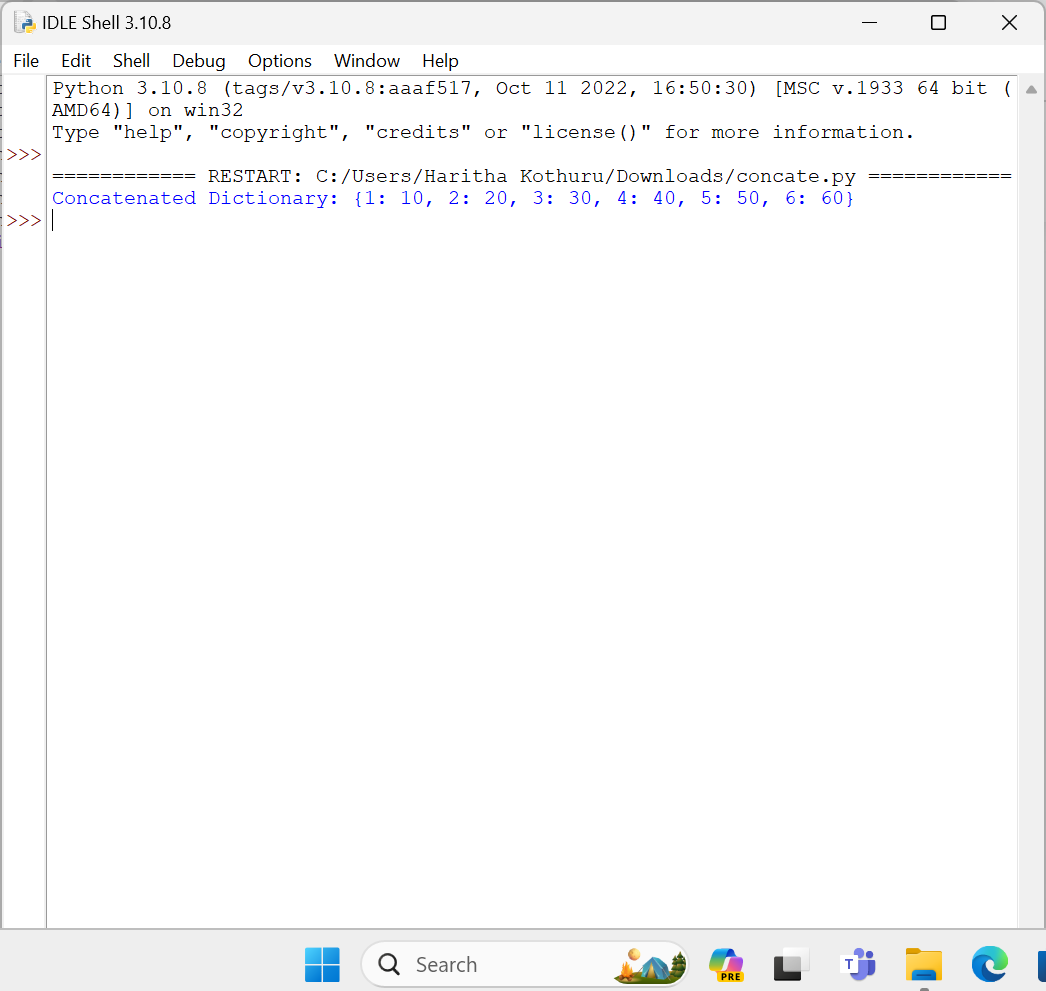 IDLE Shell 3.10.8
File Edit Shell Debug Options Window Help
Python 3.10.8 (tags/v3.10.8:aaaf517, Oct 11 2022, 16:50:30) [MSC v.1933 64 bit (
AMD64)] on win32
Type "help", "copyright", "credits" or "license()" for more information.
>>>
============ RESTART: C:/Users/Haritha Kothuru/Downloads/concate.py ============
Concatenated Dictionary: {1: 10, 2: 20, 3: 30, 4: 40, 5: 50, 6: 60}
>>>
Search
PRE
T